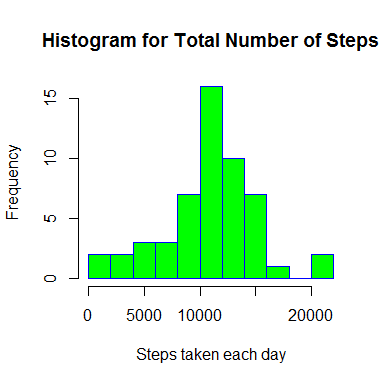 Histogram for Total Number of Steps
Frequency
15
10
5
0
0 5000 10000 20000
Steps taken each day